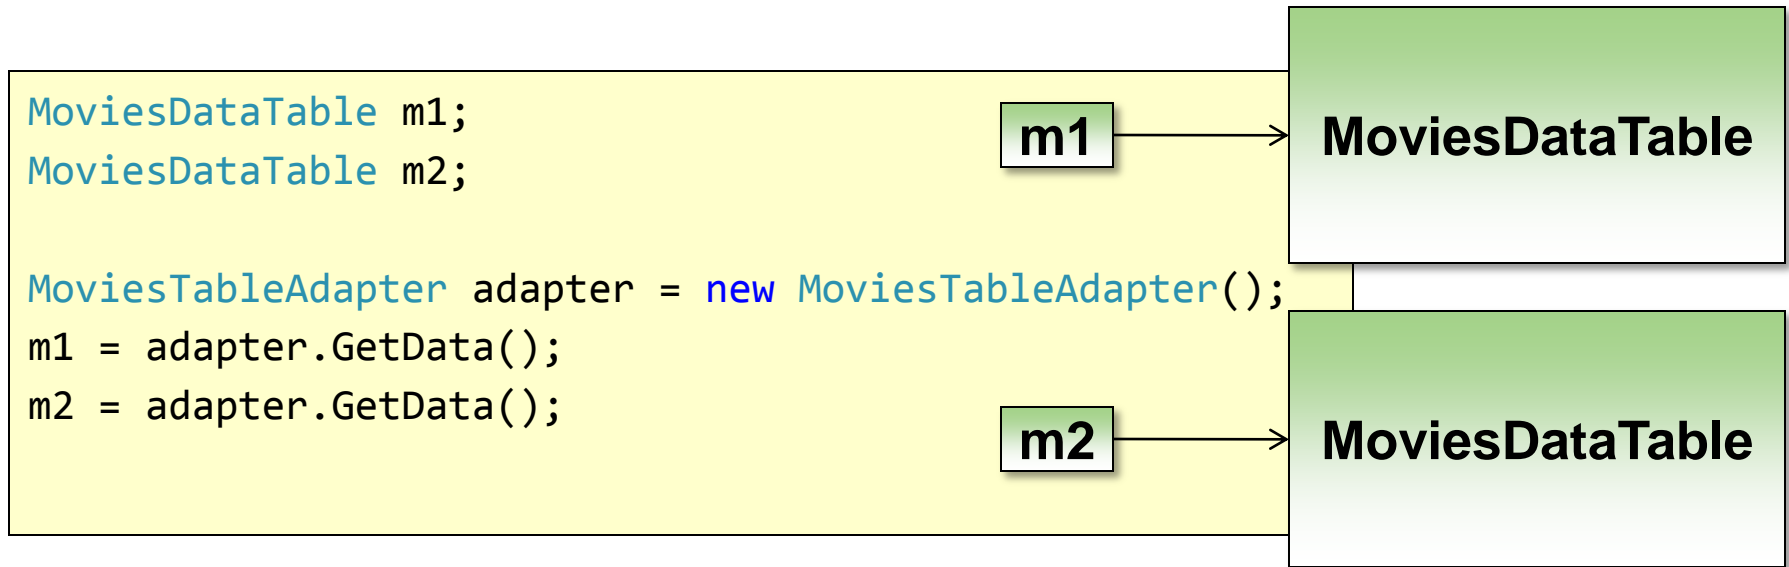 MoviesDataTable m1;
MoviesDataTable m2;
MoviesTableAdapter adapter = new MoviesTableAdapter();
m1 = adapter.GetData();
m2 = adapter.GetData();
m1
MoviesDataTable
m2
MoviesDataTable